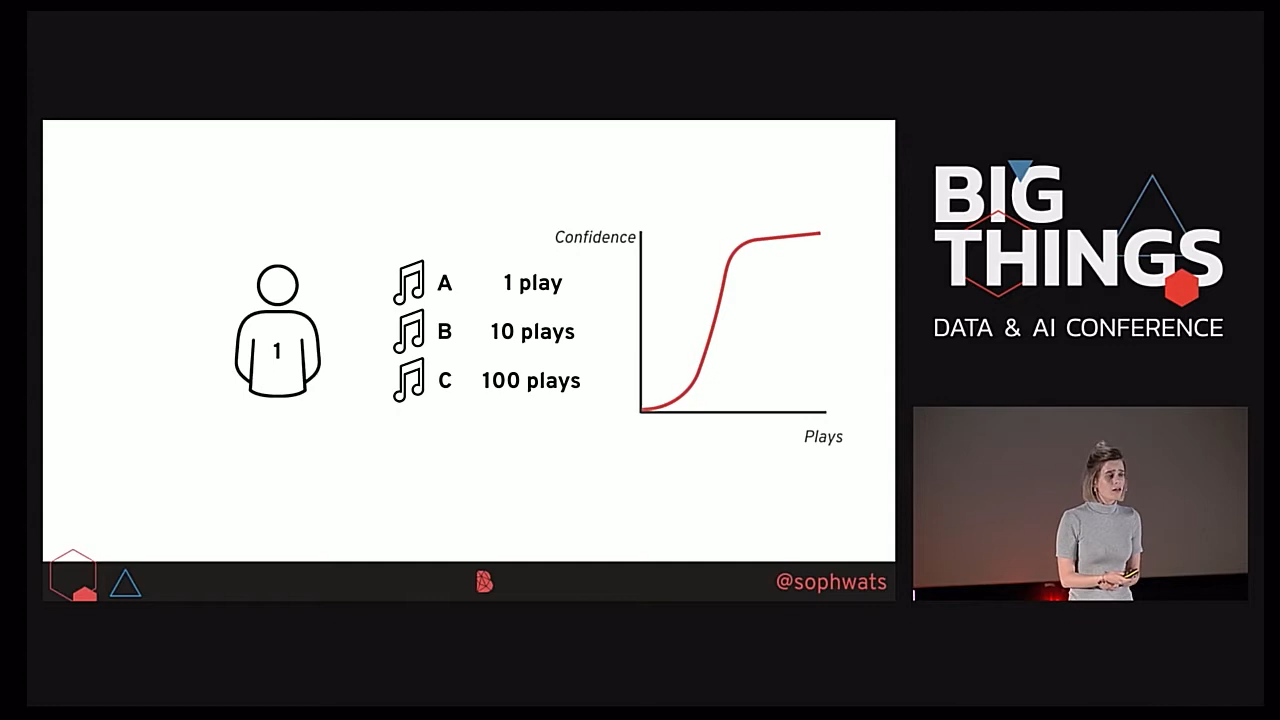 Confidence
1
A 1 play
B 10 plays
C 100 plays
Plays
@sophwats
BIG
THINGS
DATA & AI CONFERENCE